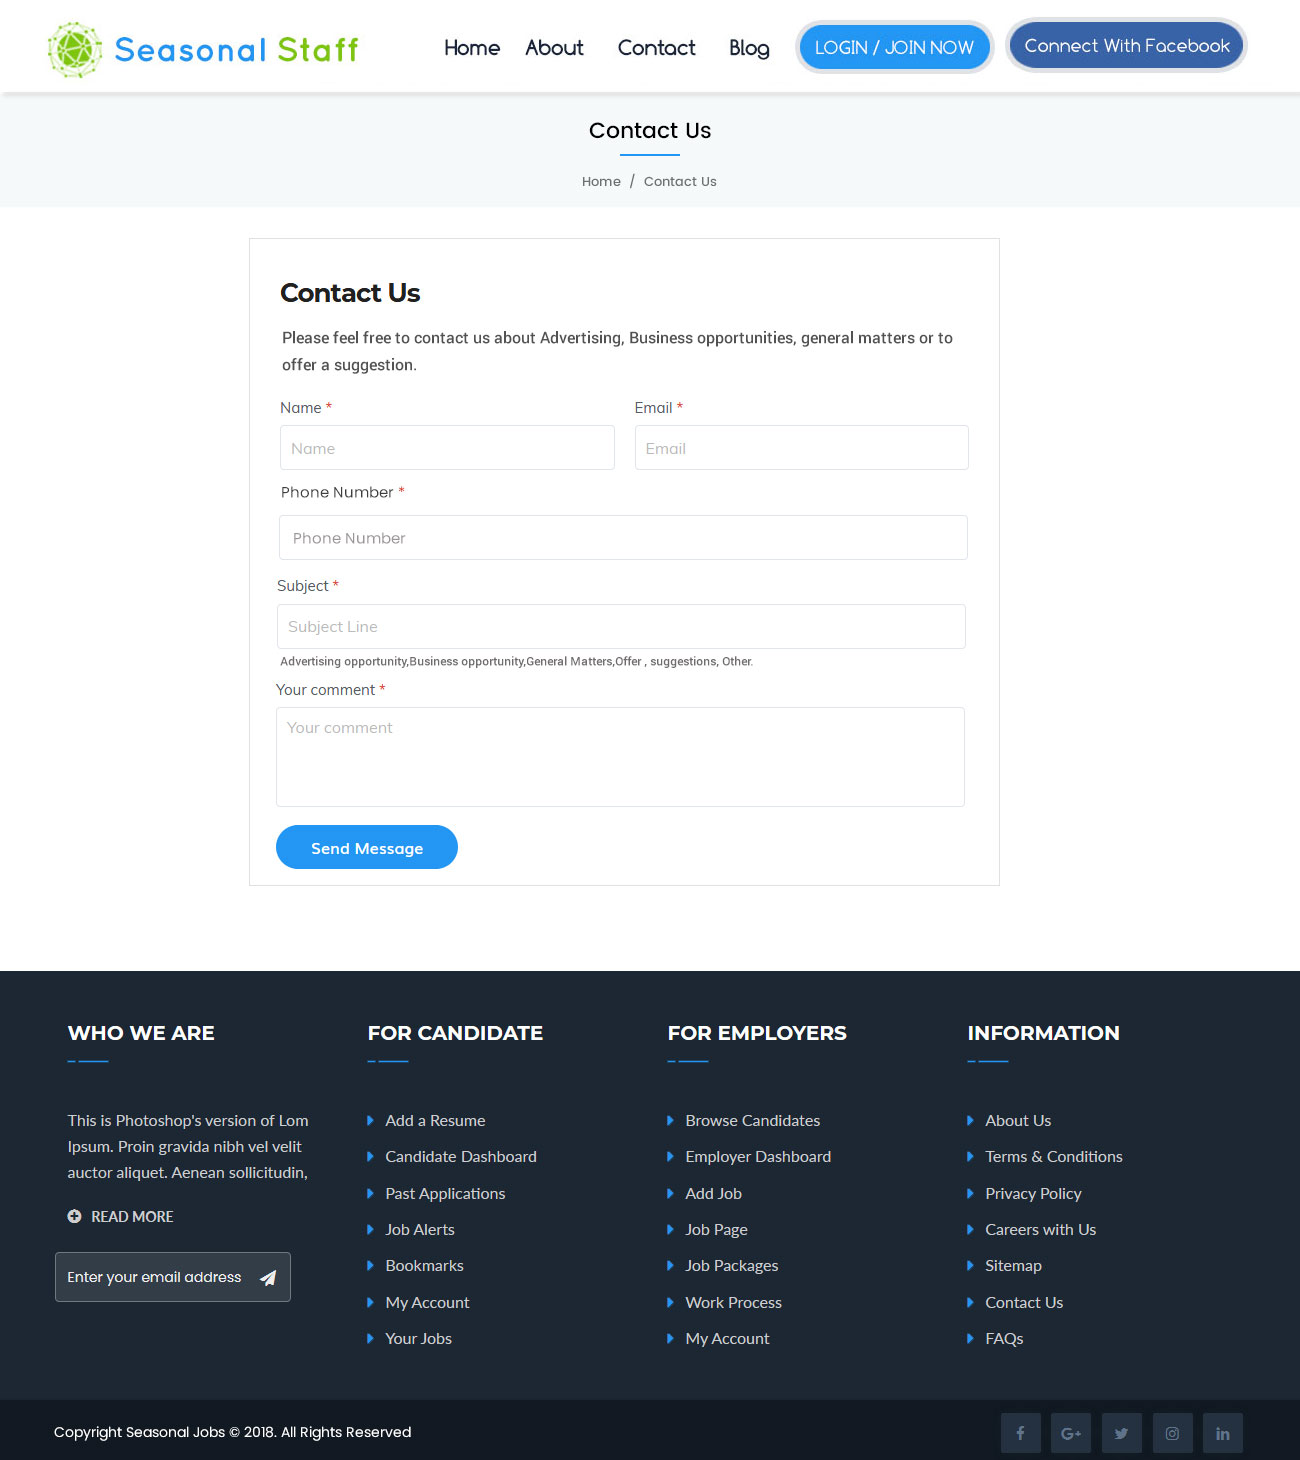 Seasonal Staff
Home About Contact Blog LOGIN / JOIN NOW Connect With Facebook
Contact Us
Home / Contact Us
Contact Us
Please feel free to contact us about Advertising, Business opportunities, general matters or to
offer a suggestion.
Name * Email *
Name Email
Phone Number *
Phone Number
Subject *
Subject Line
Advertising opportunity,Business opportunity,General Matters,Offer , suggestions, Other.
Your comment *
Your comment
Send Message
WHO WE ARE
This is Photoshop's version of Lom
Ipsum. Proin gravida nibh vel velit
auctor aliquet. Aenean sollicitudin,
READ MORE
Enter your email address
FOR CANDIDATE
Add a Resume
Candidate Dashboard
Past Applications
Job Alerts
Bookmarks
My Account
Your Jobs
FOR EMPLOYERS
Browse Candidates
Employer Dashboard
Add Job
Job Page
Job Packages
Work Process
My Account
INFORMATION
About Us
Terms & Conditions
Privacy Policy
Careers with Us
Sitemap
Contact Us
FAQs
Copyright Seasonal Jobs © 2018. All Rights Reserved